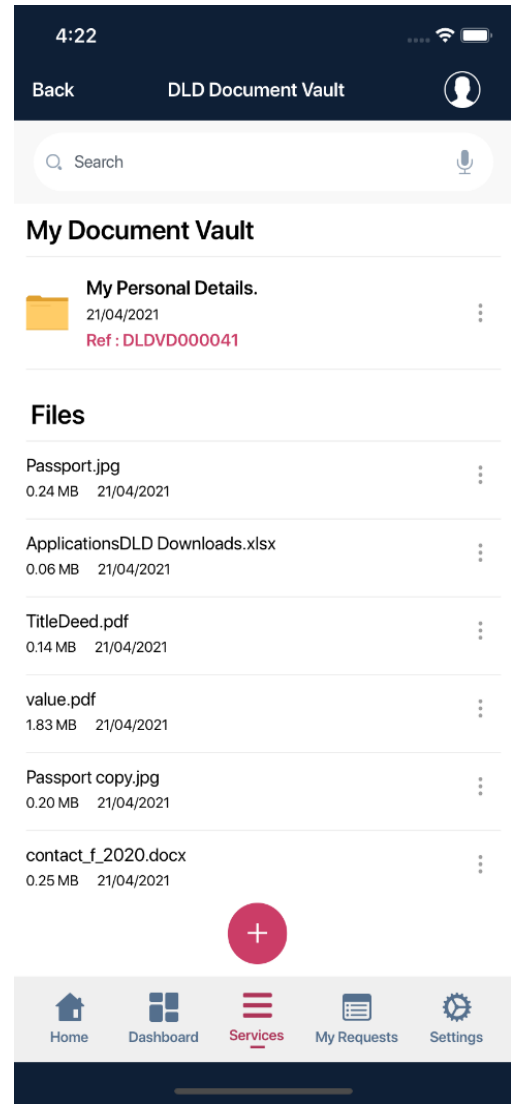 4:22
Back DLD Document Vault
Search
My Document Vault
My Personal Details.
21/04/2021
Ref : DLDVD000041
Files
Passport.jpg
0.24 MB 21/04/2021
ApplicationsDLD Downloads.xlsx
0.06 MB 21/04/2021
TitleDeed.pdf
0.14 MB 21/04/2021
value.pdf
1.83 MB 21/04/2021
Passport copy.jpg
0.20 MB 21/04/2021
contact_f_2020.docx
0.25 MB 21/04/2021
Home Dashboard Services My Requests Settings